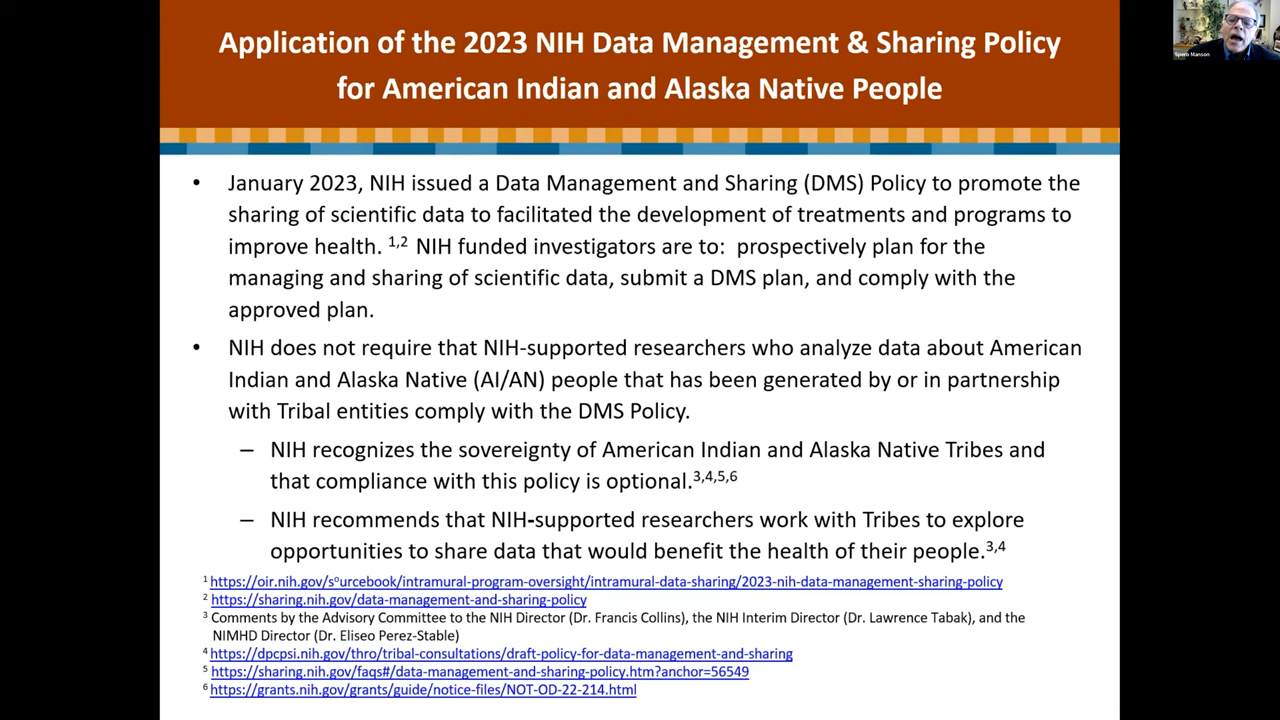 Application of the 2023 NIH Data Management & Sharing Policy
for American Indian and Alaska Native People
Spero Manson
• January 2023, NIH issued a Data Management and Sharing (DMS) Policy to promote the
sharing of scientific data to facilitated the development of treatments and programs to
improve health. 1,2 NIH funded investigators are to: prospectively plan for the
managing and sharing of scientific data, submit a DMS plan, and comply with the
approved plan.
• NIH does not require that NIH-supported researchers who analyze data about American
Indian and Alaska Native (AI/AN) people that has been generated by or in partnership
with Tribal entities comply with the DMS Policy.
– NIH recognizes the sovereignty of American Indian and Alaska Native Tribes and
that compliance with this policy is optional.3,4,5,6
– NIH recommends that NIH-supported researchers work with Tribes to explore
opportunities to share data that would benefit the health of their people.3,4
1 https://oir.nih.gov/sourcebook/intramural-program-oversight/intramural-data-sharing/2023-nih-data-management-sharing-policy
2 https://sharing.nih.gov/data-management-and-sharing-policy
3 Comments by the Advisory Committee to the NIH Director (Dr. Francis Collins), the NIH Interim Director (Dr. Lawrence Tabak), and the
NIMHD Director (Dr. Eliseo Perez-Stable)
4 https://dpcpsi.nih.gov/thro/tribal-consultations/draft-policy-for-data-management-and-sharing
5 https://sharing.nih.gov/faqs#/data-management-and-sharing-policy.htm?anchor=56549
6 https://grants.nih.gov/grants/guide/notice-files/NOT-OD-22-214.html